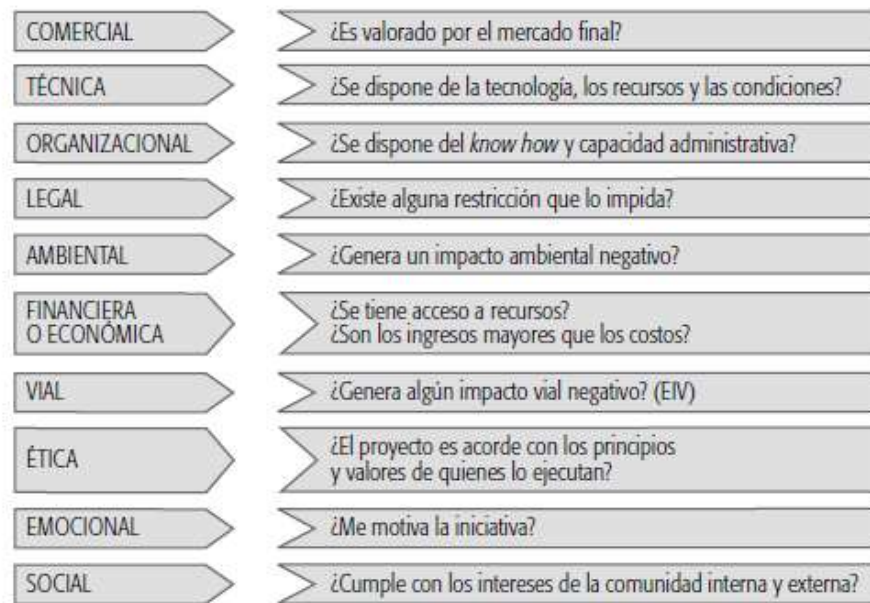 COMERCIAL ¿Es valorado por el mercado final?
TÉCNICA ¿Se dispone de la tecnología, los recursos y las condiciones?
ORGANIZACIONAL ¿Se dispone del know how y capacidad administrativa?
LEGAL ¿Existe alguna restricción que lo impida?
AMBIENTAL ¿Genera un impacto ambiental negativo?
FINANCIERA
O ECONÓMICA
¿Se tiene acceso a recursos?
¿Son los ingresos mayores que los costos?
VIAL ¿Genera algún impacto vial negativo? (EIV)
ÉTICA
¿El proyecto es acorde con los principios
y valores de quienes lo ejecutan?
EMOCIONAL ¿Me motiva la iniciativa?
SOCIAL ¿Cumple con los intereses de la comunidad interna y externa?